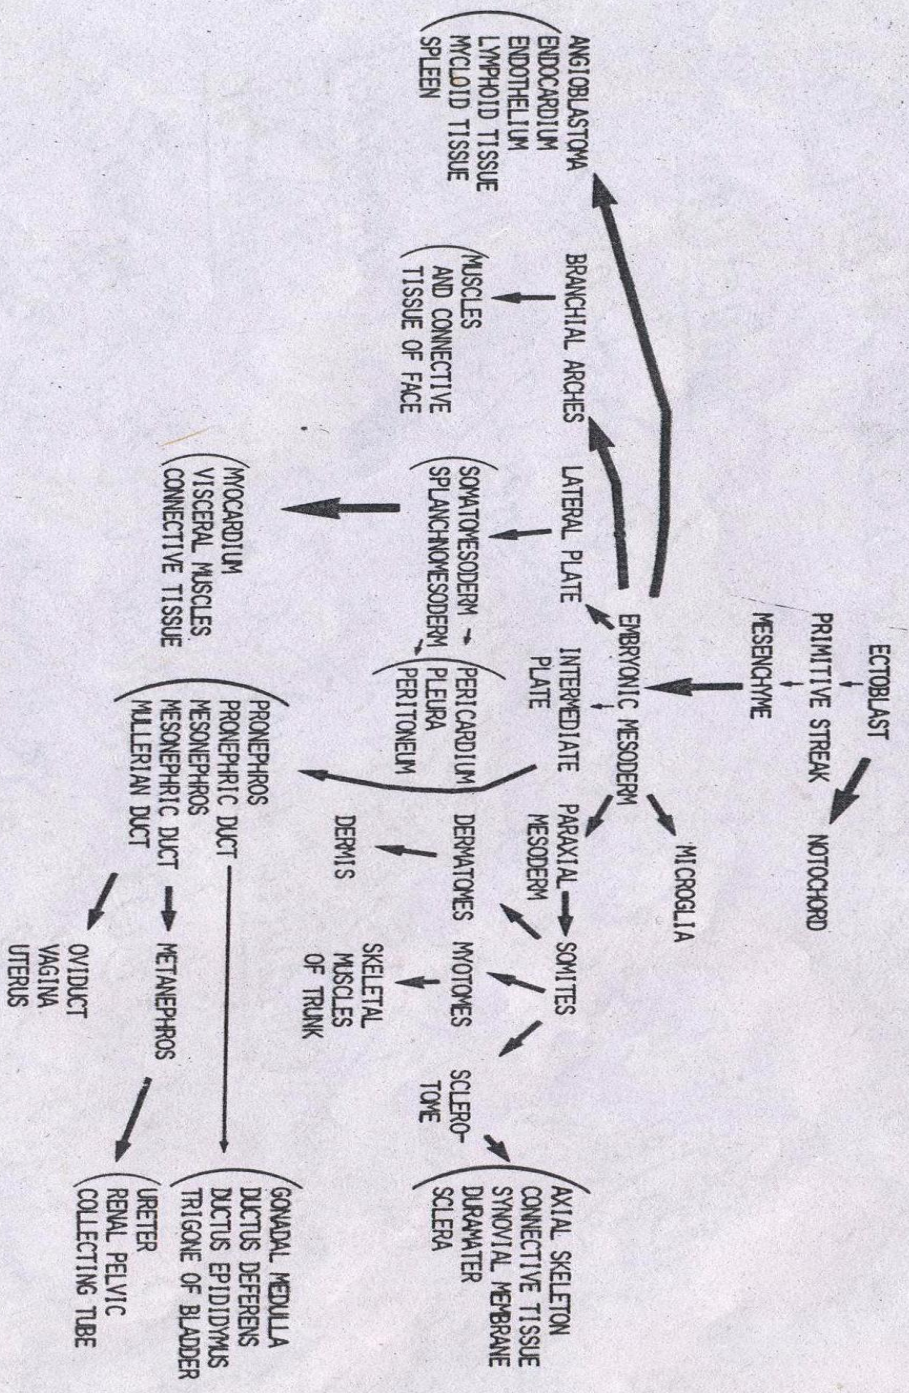 ECTOBLAST
PRIMITIVE STREAK
NOTOCHORD
MESENCHYME
MICROGLIA
EMBRYONIC MESODERM
ANGIOBLASTOMA
ENDOCARDIUM
ENDOTHELIUM
LYMPHOID TISSUE
MYCLOID TISSUE
SPLEEN
BRANCHIAL ARCHES
MUSCLES
AND CONNECTIVE
TISSUE OF FACE
LATERAL PLATE
SOMATOMESODERM
SPLANCHNOMESODERM
PERICARDIUM
PLEURA
PERITONEUM
MYOCARDIUM
VISCERAL MUSCLES
CONNECTIVE TISSUE
INTERMEDIATE
PLATE
PRONEPHROS
PRONEPHRIC DUCT
MESONEPHROS
MESONEPHRIC DUCT
MULLERIAN DUCT
PARAXIAL
MESODERM
SOMITES
DERMATOMES
DERMIS
MYOTOMES
SKELETAL
MUSCLES
OF TRUNK
SCLERO-
TOME
AXIAL SKELETON
CONNECTIVE TISSUE
SYNOVIAL MEMBRANE
DURAMATER
SCLERA
GONADAL MEDULLA
DUCTUS DEFERENS
DUCTUS EPIDIDYMUS
TRIGONE OF BLADDER
METANEPHROS
URETER
RENAL PELVIC
COLLECTING TUBE
OVIDUCT
VAGINA
UTERUS